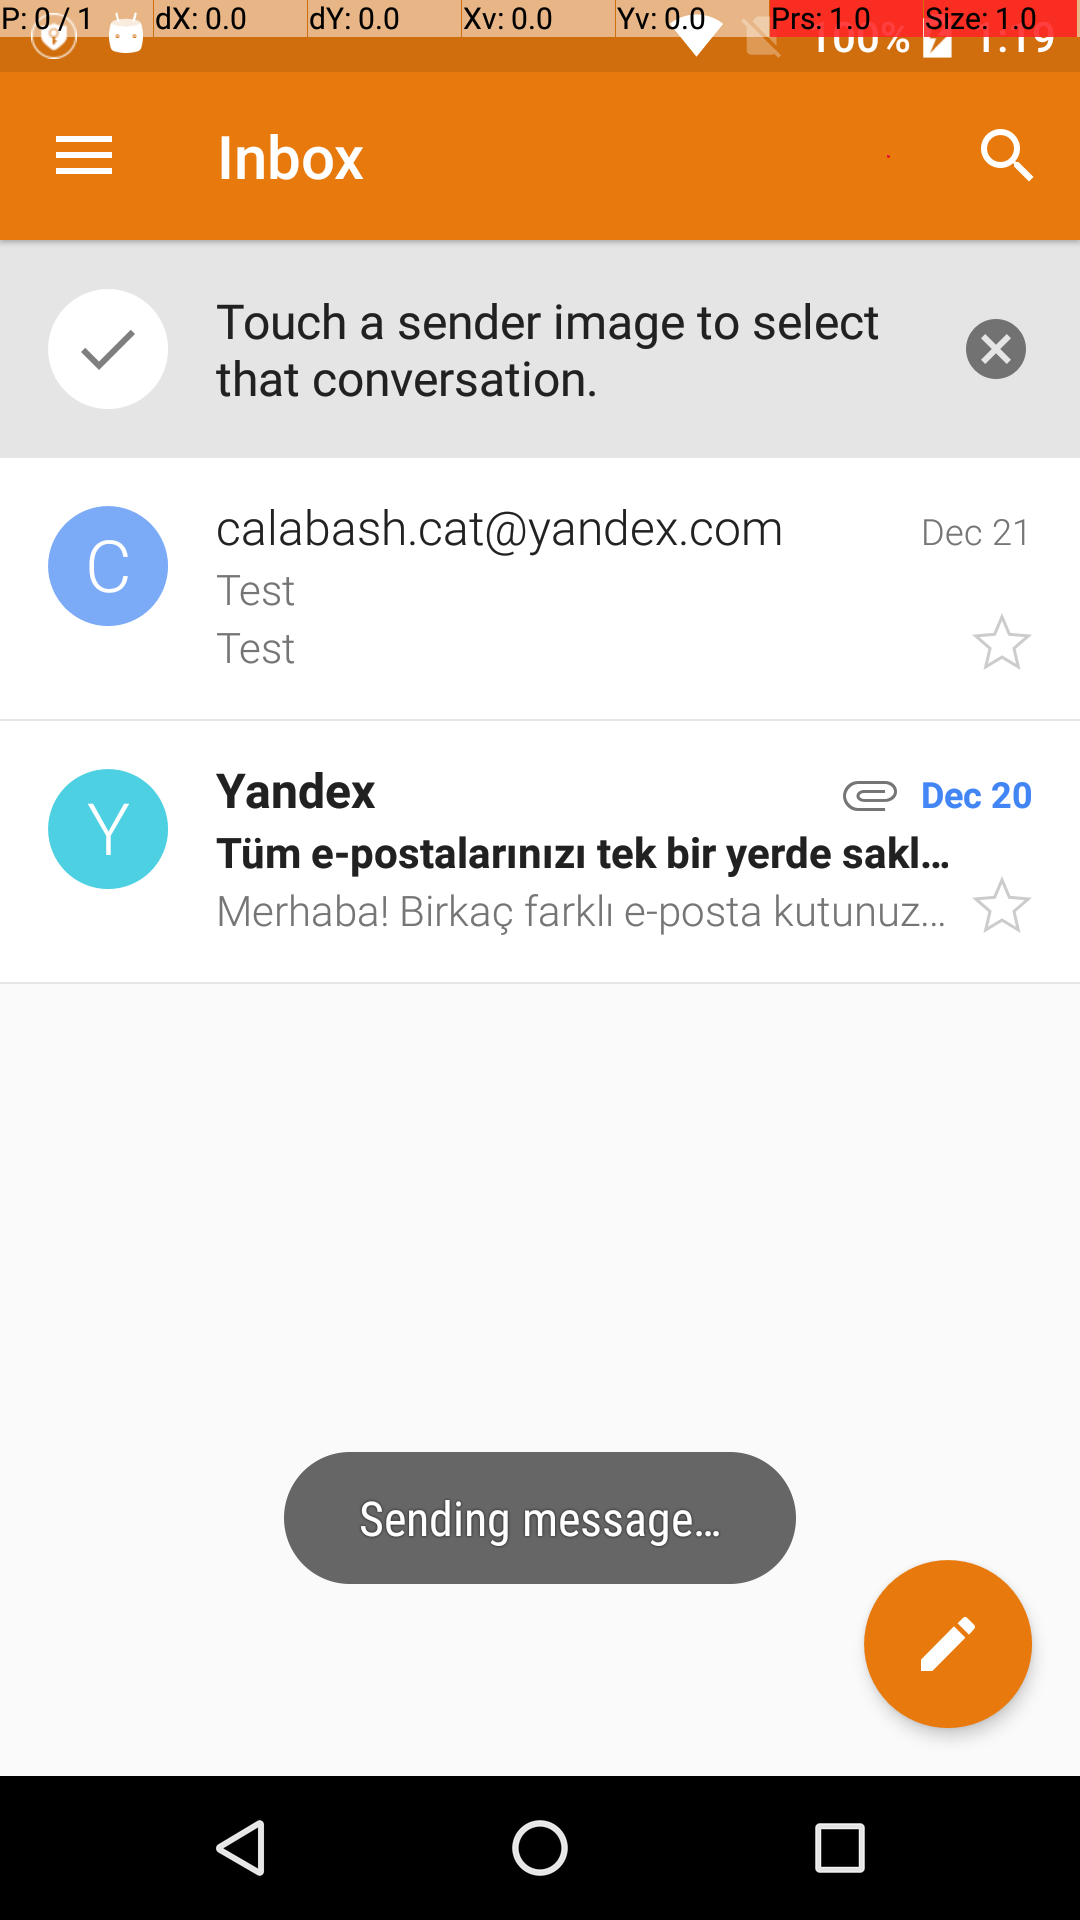 P: 0 / 1 dX: 0.0 dY: 0.0 Xv: 0.0 Yv: 0.0 Prs: 1.0 Size: 1.0
100% 1:19
Inbox
Touch a sender image to select
that conversation.
C
calabash.cat@yandex.com Dec 21
Test
Test
Y
Yandex Dec 20
Tüm e-postalarınızı tek bir yerde sakl...
Merhaba! Birkaç farklı e-posta kutunuz...
Sending message...